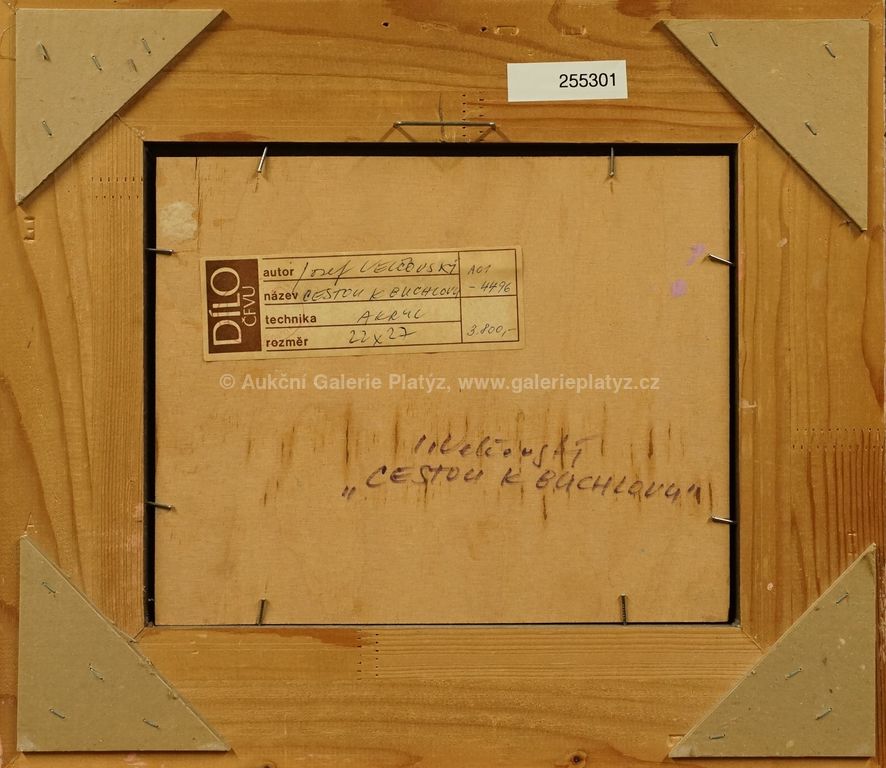 255301
DÍLO
ČFVU
autor Josef VELČOVSKÝ A01
název CESTOU K BUCHLOVU - 4496
technika AKRYL
rozměr 22x27 3.800,-
© Aukční Galerie Platýz, www.galerieplatyz.cz
J. Velčovský
„CESTOU K BUCHLOVU"